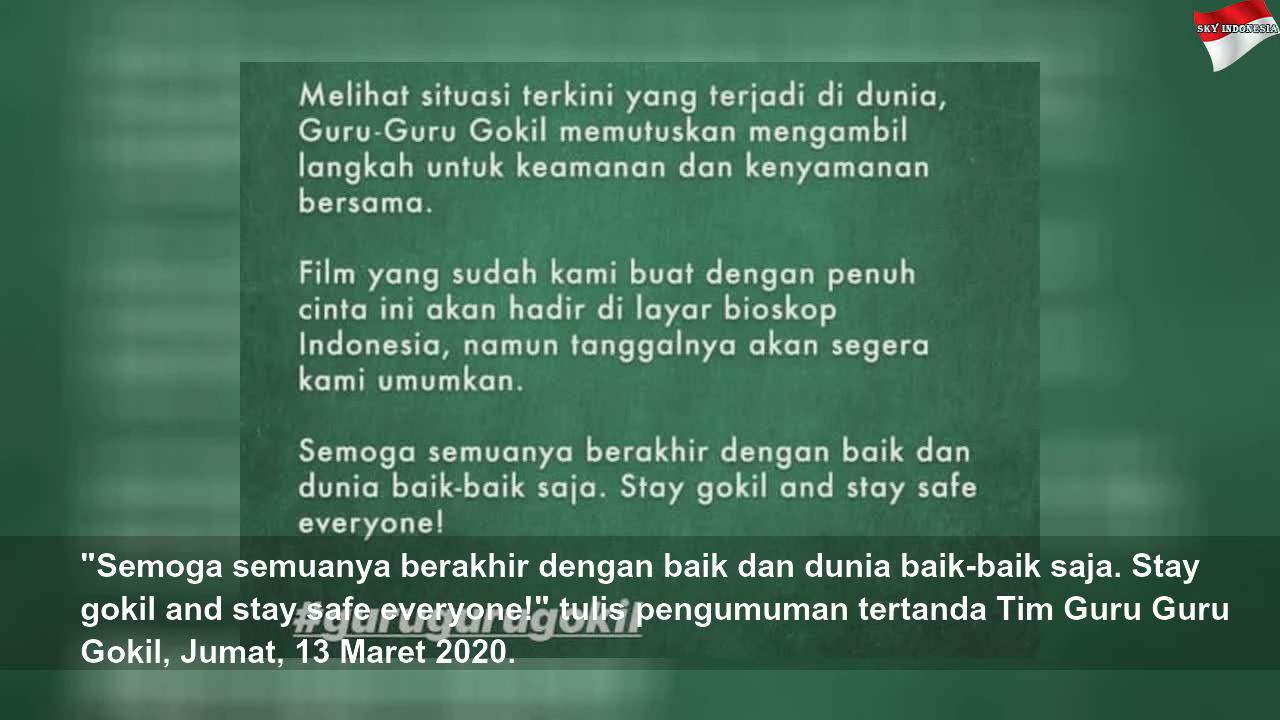 SKY INDONESIA
Melihat situasi terkini yang terjadi di dunia,
Guru-Guru Gokil memutuskan mengambil
langkah untuk keamanan dan kenyamanan
bersama.
Film yang sudah kami buat dengan penuh
cinta ini akan hadir di layar bioskop
Indonesia, namun tanggalnya akan segera
kami umumkan.
Semoga semuanya berakhir dengan baik dan
dunia baik-baik saja. Stay gokil and stay safe
everyone!
#gurugurugokil
"Semoga semuanya berakhir dengan baik dan dunia baik-baik saja. Stay
gokil and stay safe everyone!" tulis pengumuman tertanda Tim Guru Guru
Gokil, Jumat, 13 Maret 2020.